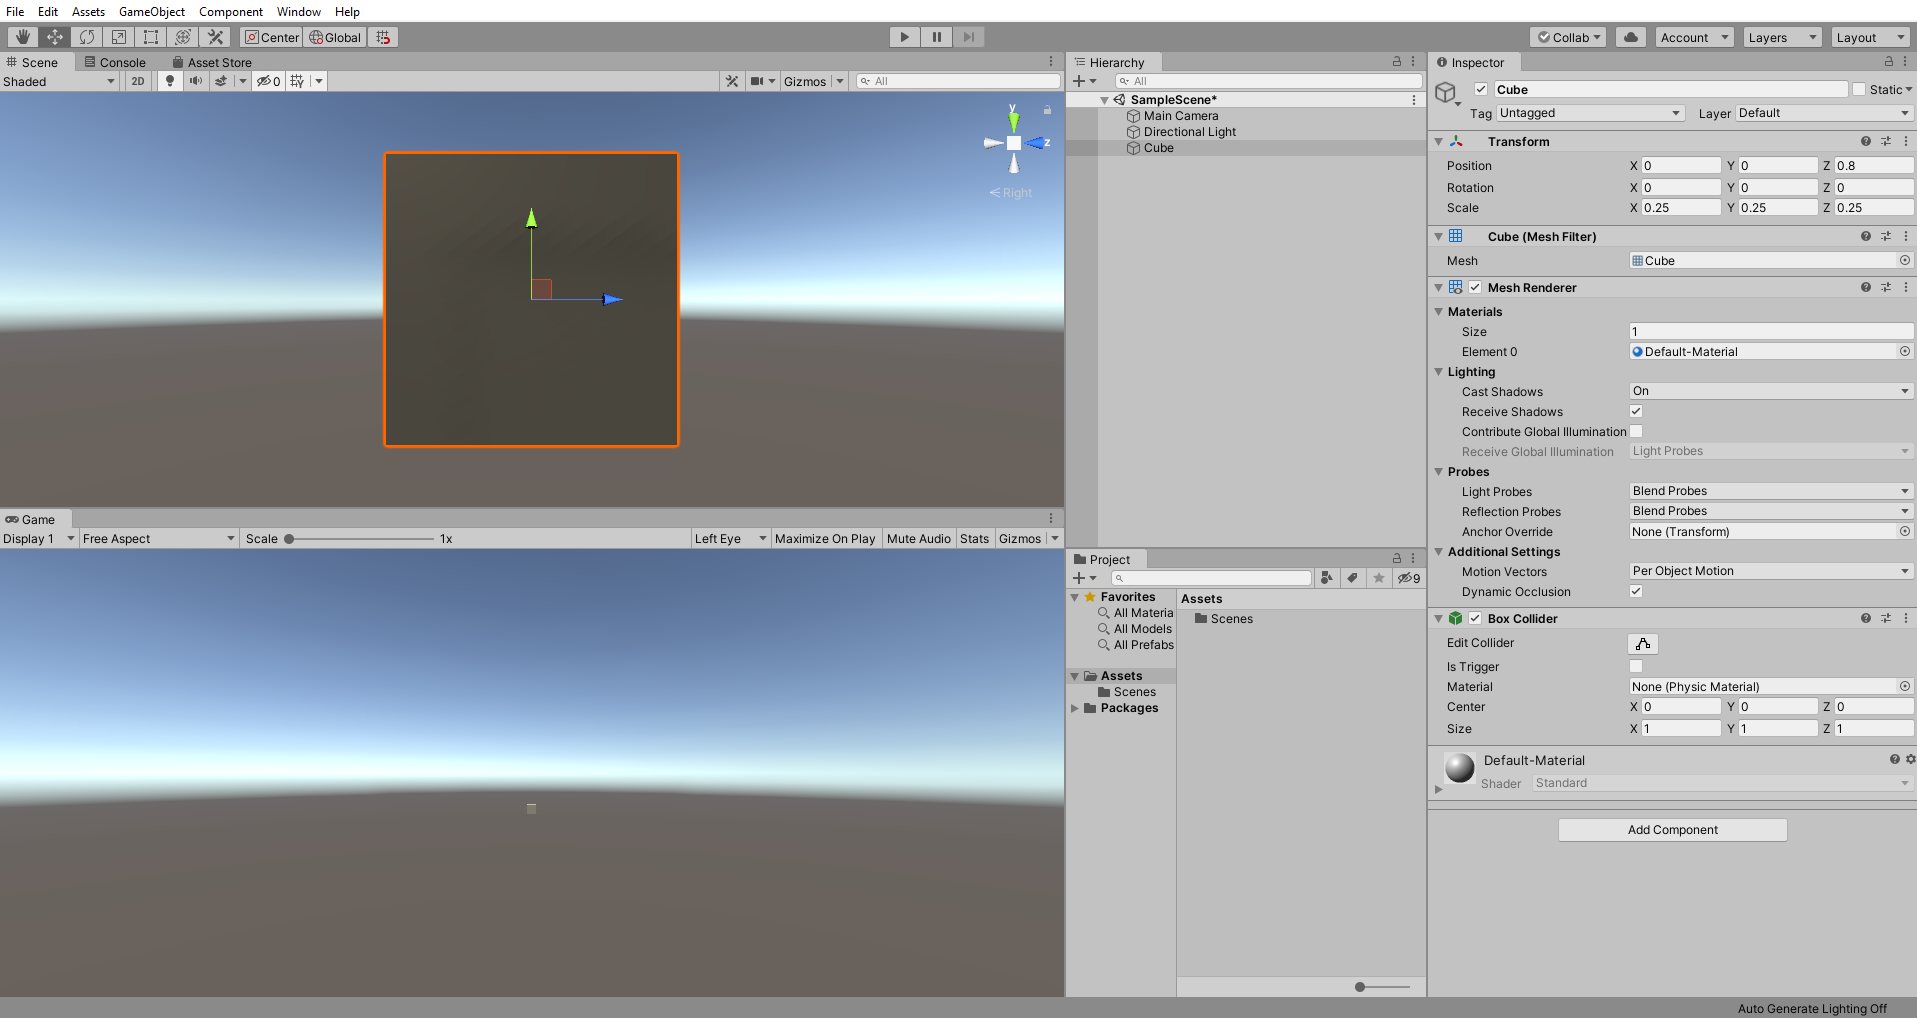 File Edit Assets GameObject Component Window Help
Center Global Collab Account Layers Layout
Scene Console Asset Store
Shaded 2D 0 Gizmos All
y
z
Right
Game
Display 1 Free Aspect Scale 1x Left Eye Maximize On Play Mute Audio Stats Gizmos
Hierarchy
All
SampleScene*
Main Camera
Directional Light
Cube
Project
9
Favorites
All Materia
All Models
All Prefabs
Assets
Scenes
Packages
Assets
Scenes
Inspector
Cube Static
Tag Untagged Layer Default
Transform
Position X 0 Y 0 Z 0.8
Rotation X 0 Y 0 Z 0
Scale X 0.25 Y 0.25 Z 0.25
Cube (Mesh Filter)
Mesh Cube
Mesh Renderer
Materials
Size 1
Element 0 Default-Material
Lighting
Cast Shadows On
Receive Shadows
Contribute Global Illumination
Receive Global Illumination Light Probes
Probes
Light Probes Blend Probes
Reflection Probes Blend Probes
Anchor Override None (Transform)
Additional Settings
Motion Vectors Per Object Motion
Dynamic Occlusion
Box Collider
Edit Collider
Is Trigger
Material None (Physic Material)
Center X 0 Y 0 Z 0
Size X 1 Y 1 Z 1
Default-Material
Shader Standard
Add Component
Auto Generate Lighting Off